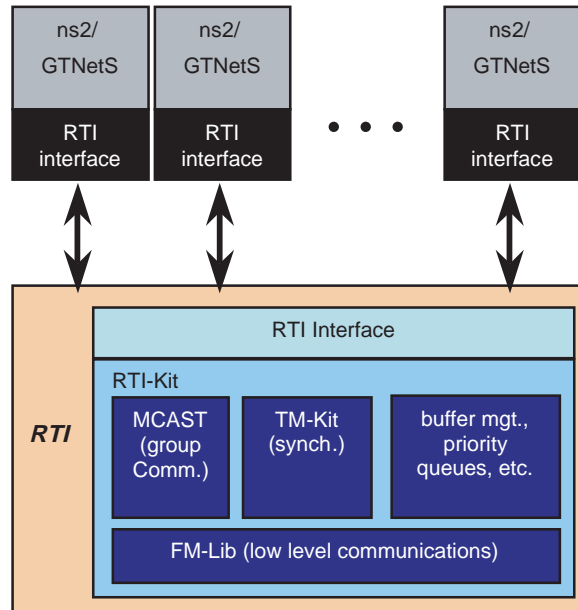 ns2/
GTNetS
RTI
interface
ns2/
GTNetS
RTI
interface
ns2/
GTNetS
RTI
interface
RTI
RTI Interface
RTI-Kit
MCAST
(group
Comm.)
TM-Kit
(synch.)
buffer mgt.,
priority
queues, etc.
FM-Lib (low level communications)